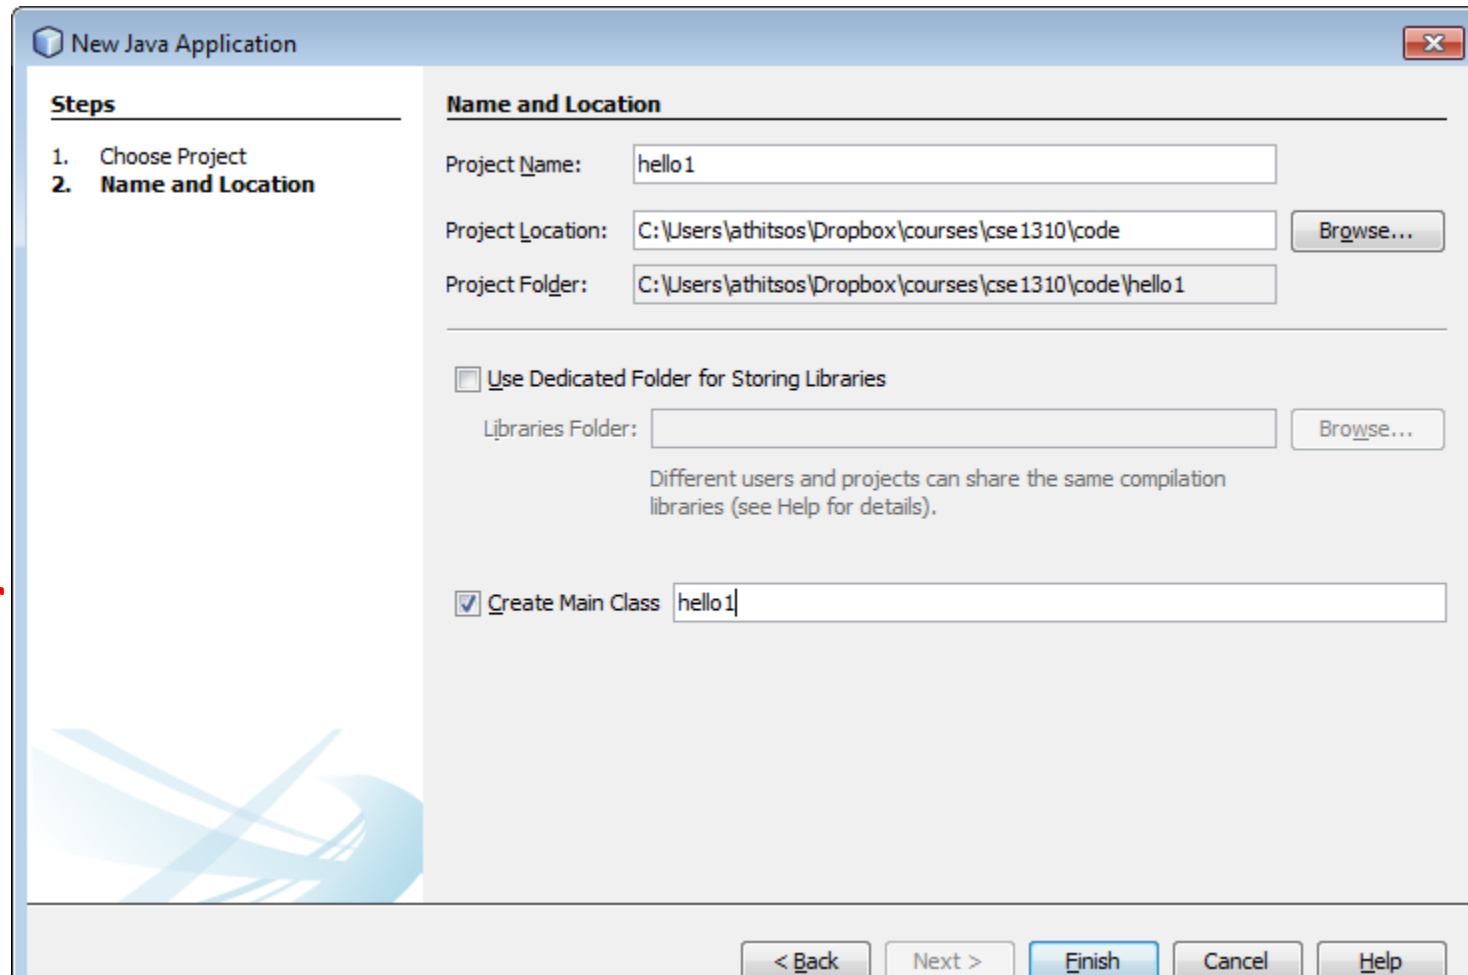 New Java Application
Steps
1. Choose Project
2. Name and Location
Name and Location
Project Name: hello1
Project Location: C:\Users\athitsos\Dropbox\courses\cse1310\code Browse...
Project Folder: C:\Users\athitsos\Dropbox\courses\cse1310\code\hello1
Use Dedicated Folder for Storing Libraries
Libraries Folder: Browse...
Different users and projects can share the same compilation
libraries (see Help for details).
Create Main Class hello1
< Back Next > Finish Cancel Help